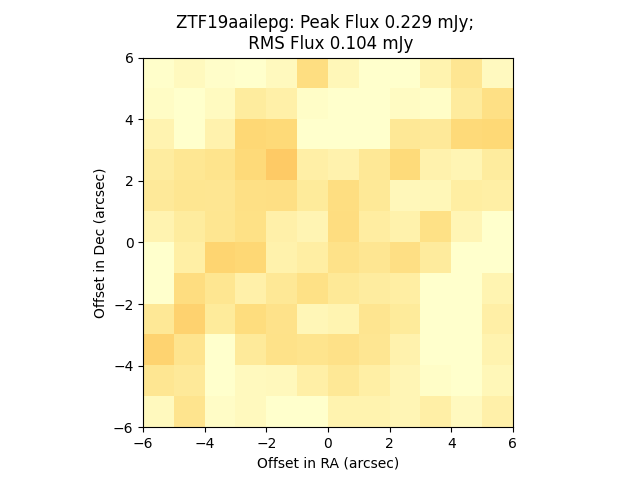 ZTF19aailepg: Peak Flux 0.229 mJy;
RMS Flux 0.104 mJy
6
4
2
0
−2
−4
−6
Offset in Dec (arcsec)
−6 −4 −2 0 2 4 6
Offset in RA (arcsec)